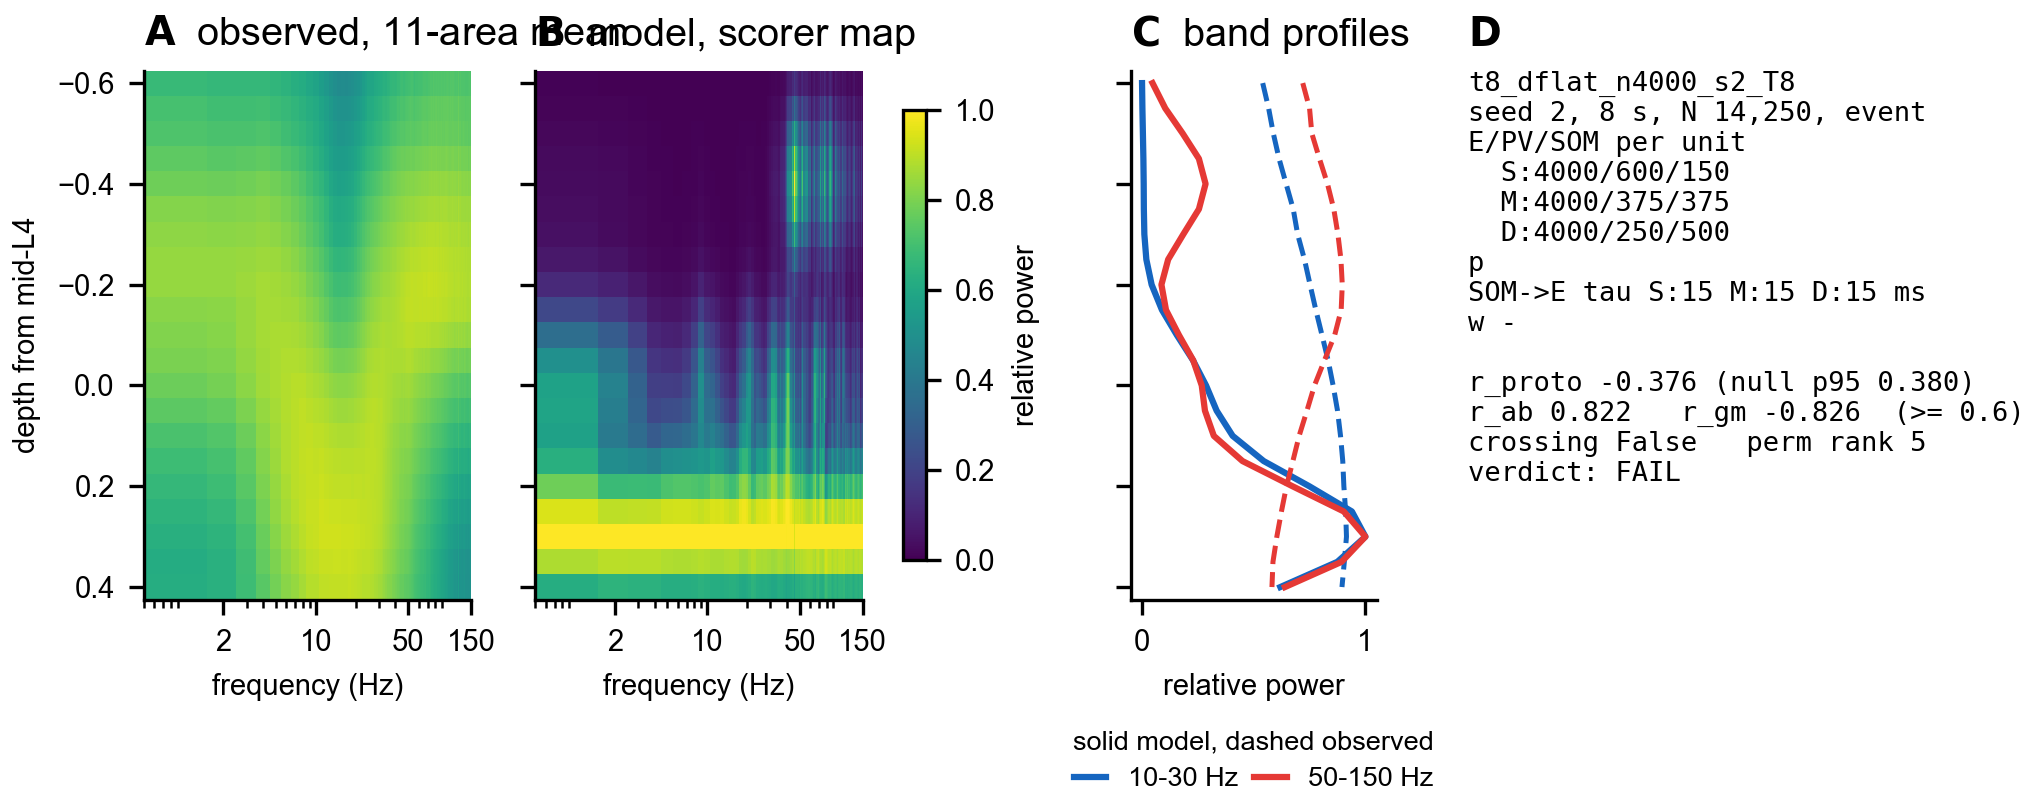 A observed, 11-area mean
B model, scorer map
C band profiles
D
−0.6
−0.4
−0.2
0.0
0.2
0.4
depth from mid-L4
2 10 50 150
frequency (Hz)
2 10 50 150
frequency (Hz)
1.0
0.8
0.6
0.4
0.2
0.0
relative power
0 1
relative power
solid model, dashed observed
10-30 Hz 50-150 Hz
t8_dflat_n4000_s2_T8
seed 2, 8 s, N 14,250, event
E/PV/SOM per unit
S:4000/600/150
M:4000/375/375
D:4000/250/500
p
SOM->E tau S:15 M:15 D:15 ms
w -
r_proto -0.376 (null p95 0.380)
r_ab 0.822 r_gm -0.826 (>= 0.6)
crossing False perm rank 5
verdict: FAIL